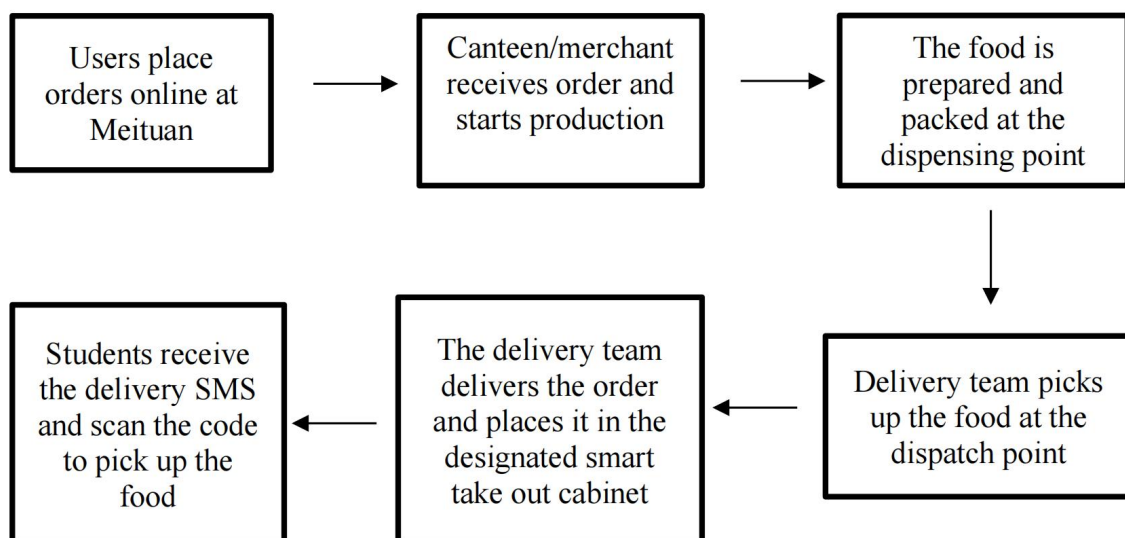 Users place
orders online at
Meituan
Canteen/merchant
receives order and
starts production
The food is
prepared and
packed at the
dispensing point
Delivery team picks
up the food at the
dispatch point
The delivery team
delivers the order
and places it in the
designated smart
take out cabinet
Students receive
the delivery SMS
and scan the code
to pick up the
food